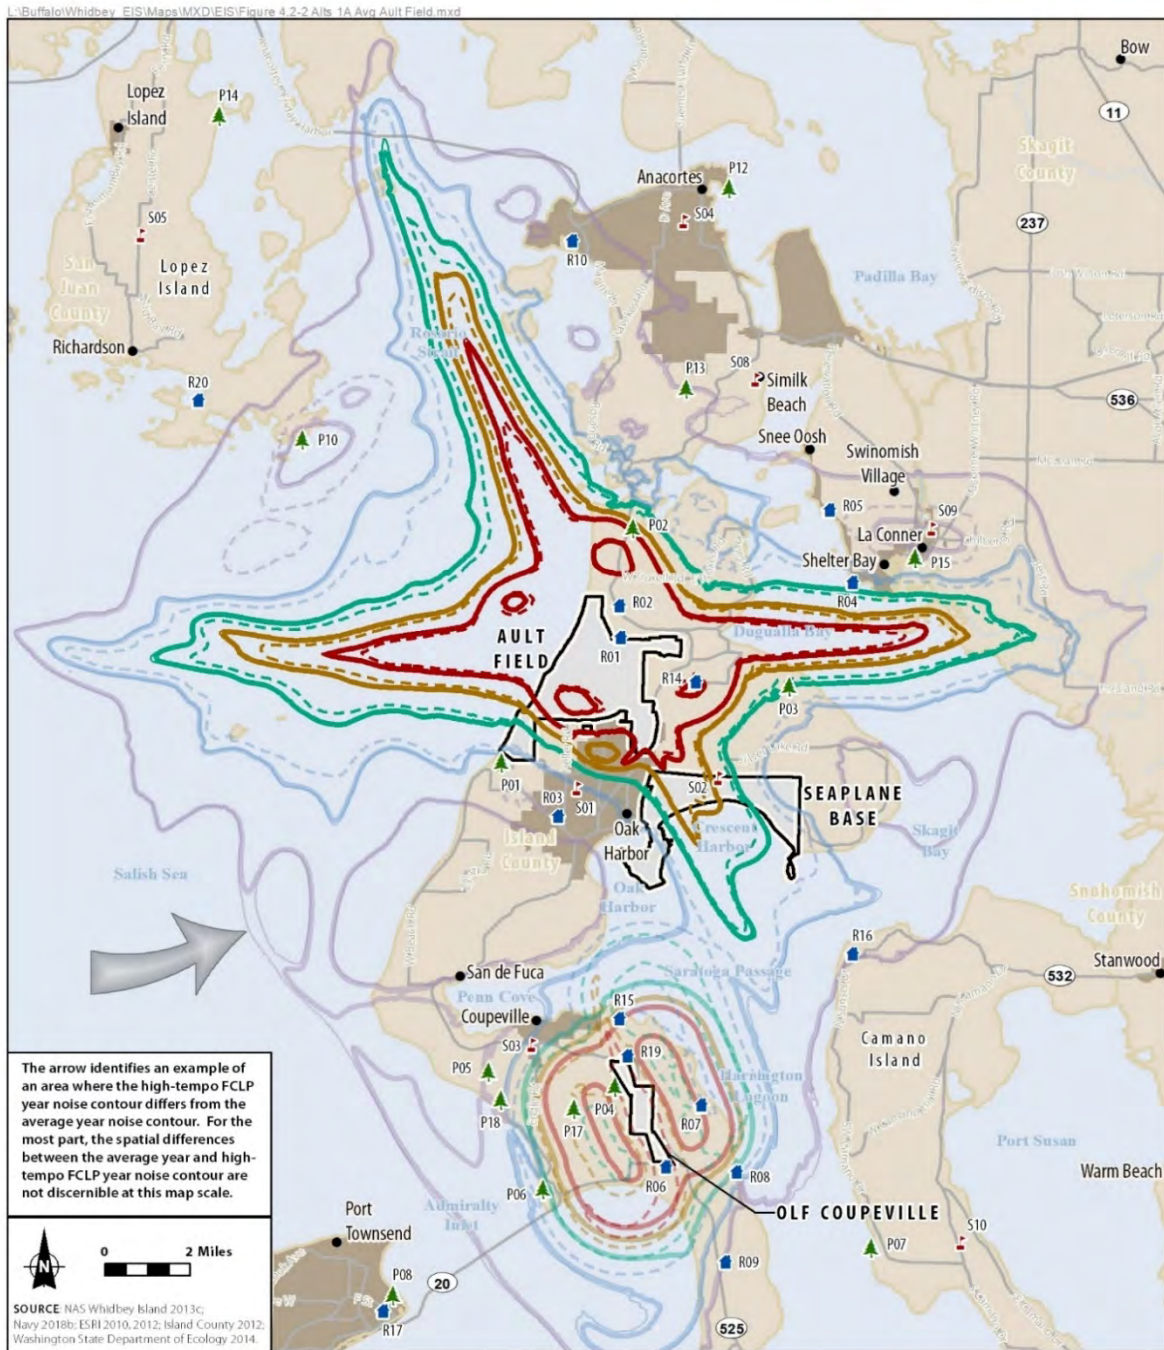 L:\Buffalo\Whidbey_EIS\Maps\MXD\EIS\Figure 4.2-2 Alts 1A Avg Ault Field.mxd
Bow
11
Skagit
County
237
536
Lopez
Island
P14
S05
Lopez
Island
San
Juan
County
Richardson
R20
P10
Rosario
Strait
Anacortes
P12
S04
R10
Padilla Bay
P13
S08
Similk
Beach
Snee Oosh
Swinomish
Village
R05
S09
La Conner
Shelter Bay
P15
R04
P02
R02
R01
AULT
FIELD
Dugualla Bay
R14
P03
P01
R03
S01
S02
SEAPLANE
BASE
Oak
Harbor
Crescent
Harbor
Island
County
Skagit
Bay
Salish Sea
Oak
Harbor
Snohomish
County
R16
Stanwood
532
San de Fuca
Saratoga Passage
Penn Cove
Coupeville
R15
S03
R19
Camano
Island
P05
P18
P17
P04
R07
Harrington
Lagoon
Port Susan
Warm Beach
R06
R08
P06
Admiralty
Inlet
OLF COUPEVILLE
P07
S10
R09
20
525
Port
Townsend
P08
R17
The arrow identifies an example of
an area where the high-tempo FCLP
year noise contour differs from the
average year noise contour. For the
most part, the spatial differences
between the average year and high-
tempo FCLP year noise contour are
not discernible at this map scale.
N
0 2 Miles
SOURCE: NAS Whidbey Island 2013c;
Navy 2018b; ESRI 2010, 2012; Island County 2012;
Washington State Department of Ecology 2014.